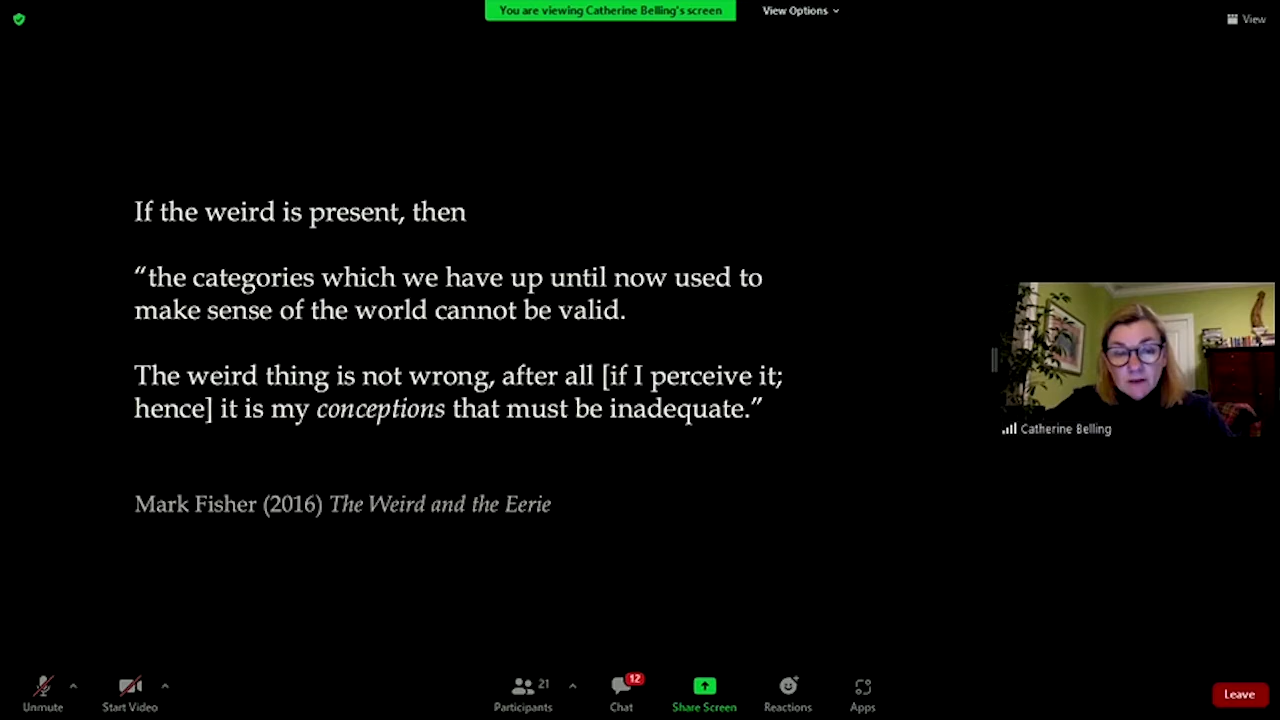 You are viewing Catherine Belling's screen
View Options
View
If the weird is present, then
“the categories which we have up until now used to
make sense of the world cannot be valid.
The weird thing is not wrong, after all [if I perceive it;
hence] it is my conceptions that must be inadequate.”
Mark Fisher (2016) The Weird and the Eerie
Catherine Belling
21
12
Unmute
Start Video
Participants
Chat
Share Screen
Reactions
Apps
Leave